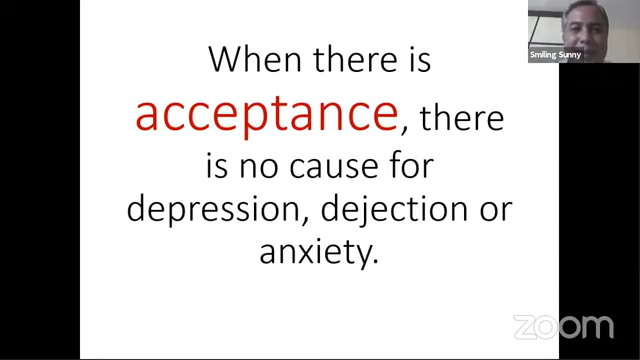 When there is
acceptance, there
is no cause for
depression, dejection or
anxiety.
Smiling Sunny
zoom